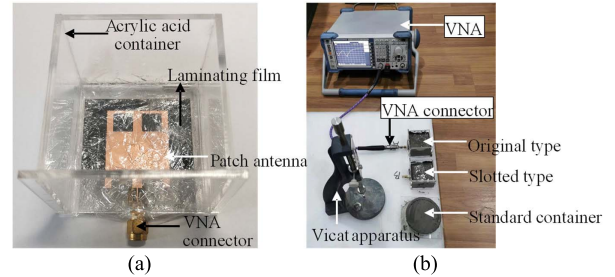 Acrylic acid
container
Laminating film
Patch antenna
VNA
connector
(a)
VNA
VNA connector
Original type
Slotted type
Standard container
Vicat apparatus
(b)